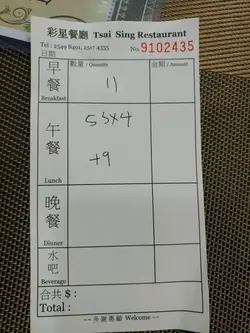 彩星餐廳 Tsai Sing Restaurant
Tel : 2549 8491, 2507 4335
No. 9102435
日期
早餐 Breakfast
數量 / Quantity
金額 / Amount
11
午餐 Lunch
53x4
+9
晚餐 Dinner
水吧 Beverage
合共 $ :
Total :
-- 多謝惠顧 Welcome --